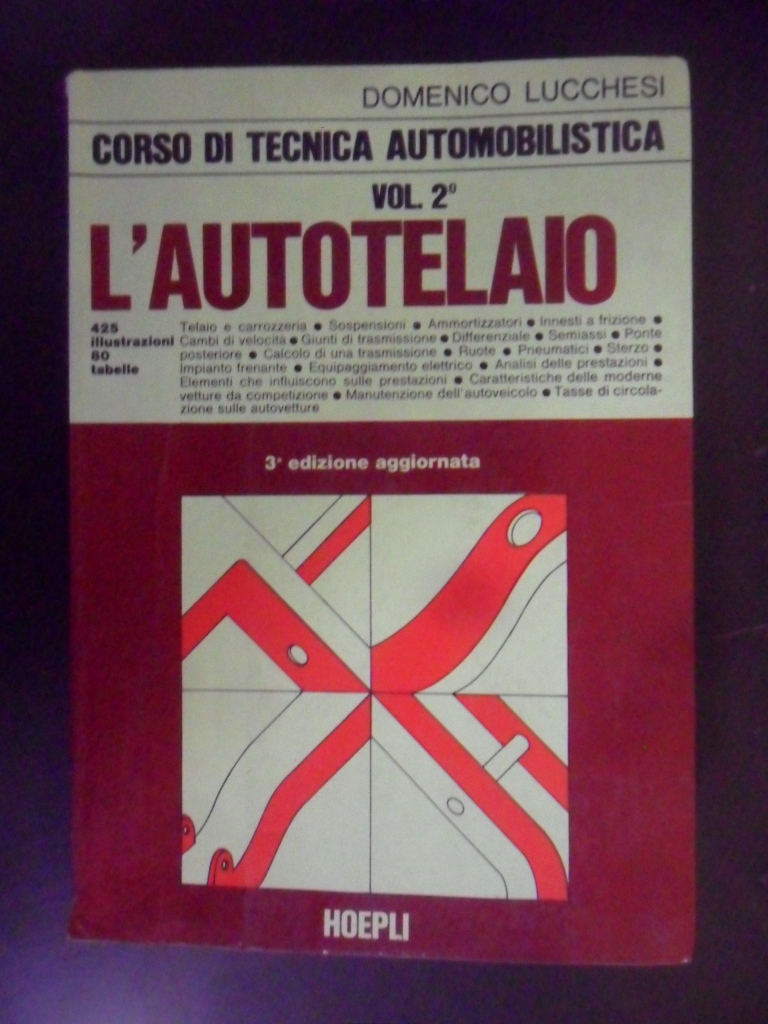 DOMENICO LUCCHESI
CORSO DI TECNICA AUTOMOBILISTICA
VOL. 2º
L'AUTOTELAIO
425
illustrazioni
80
tabelle
Telaio e carrozzeria ● Sospensioni ● Ammortizzatori ● Innesti a frizione ●
Cambi di velocità ● Giunti di trasmissione ● Differenziale ● Semiassi ● Ponte
posteriore ● Calcolo di una trasmissione ● Ruote ● Pneumatici ● Sterzo ●
Impianto frenante ● Equipaggiamento elettrico ● Analisi delle prestazioni ●
Elementi che influiscono sulle prestazioni ● Caratteristiche delle moderne
vetture da competizione ● Manutenzione dell'autoveicolo ● Tasse di circola-
zione sulle autovetture
3ª edizione aggiornata
HOEPLI